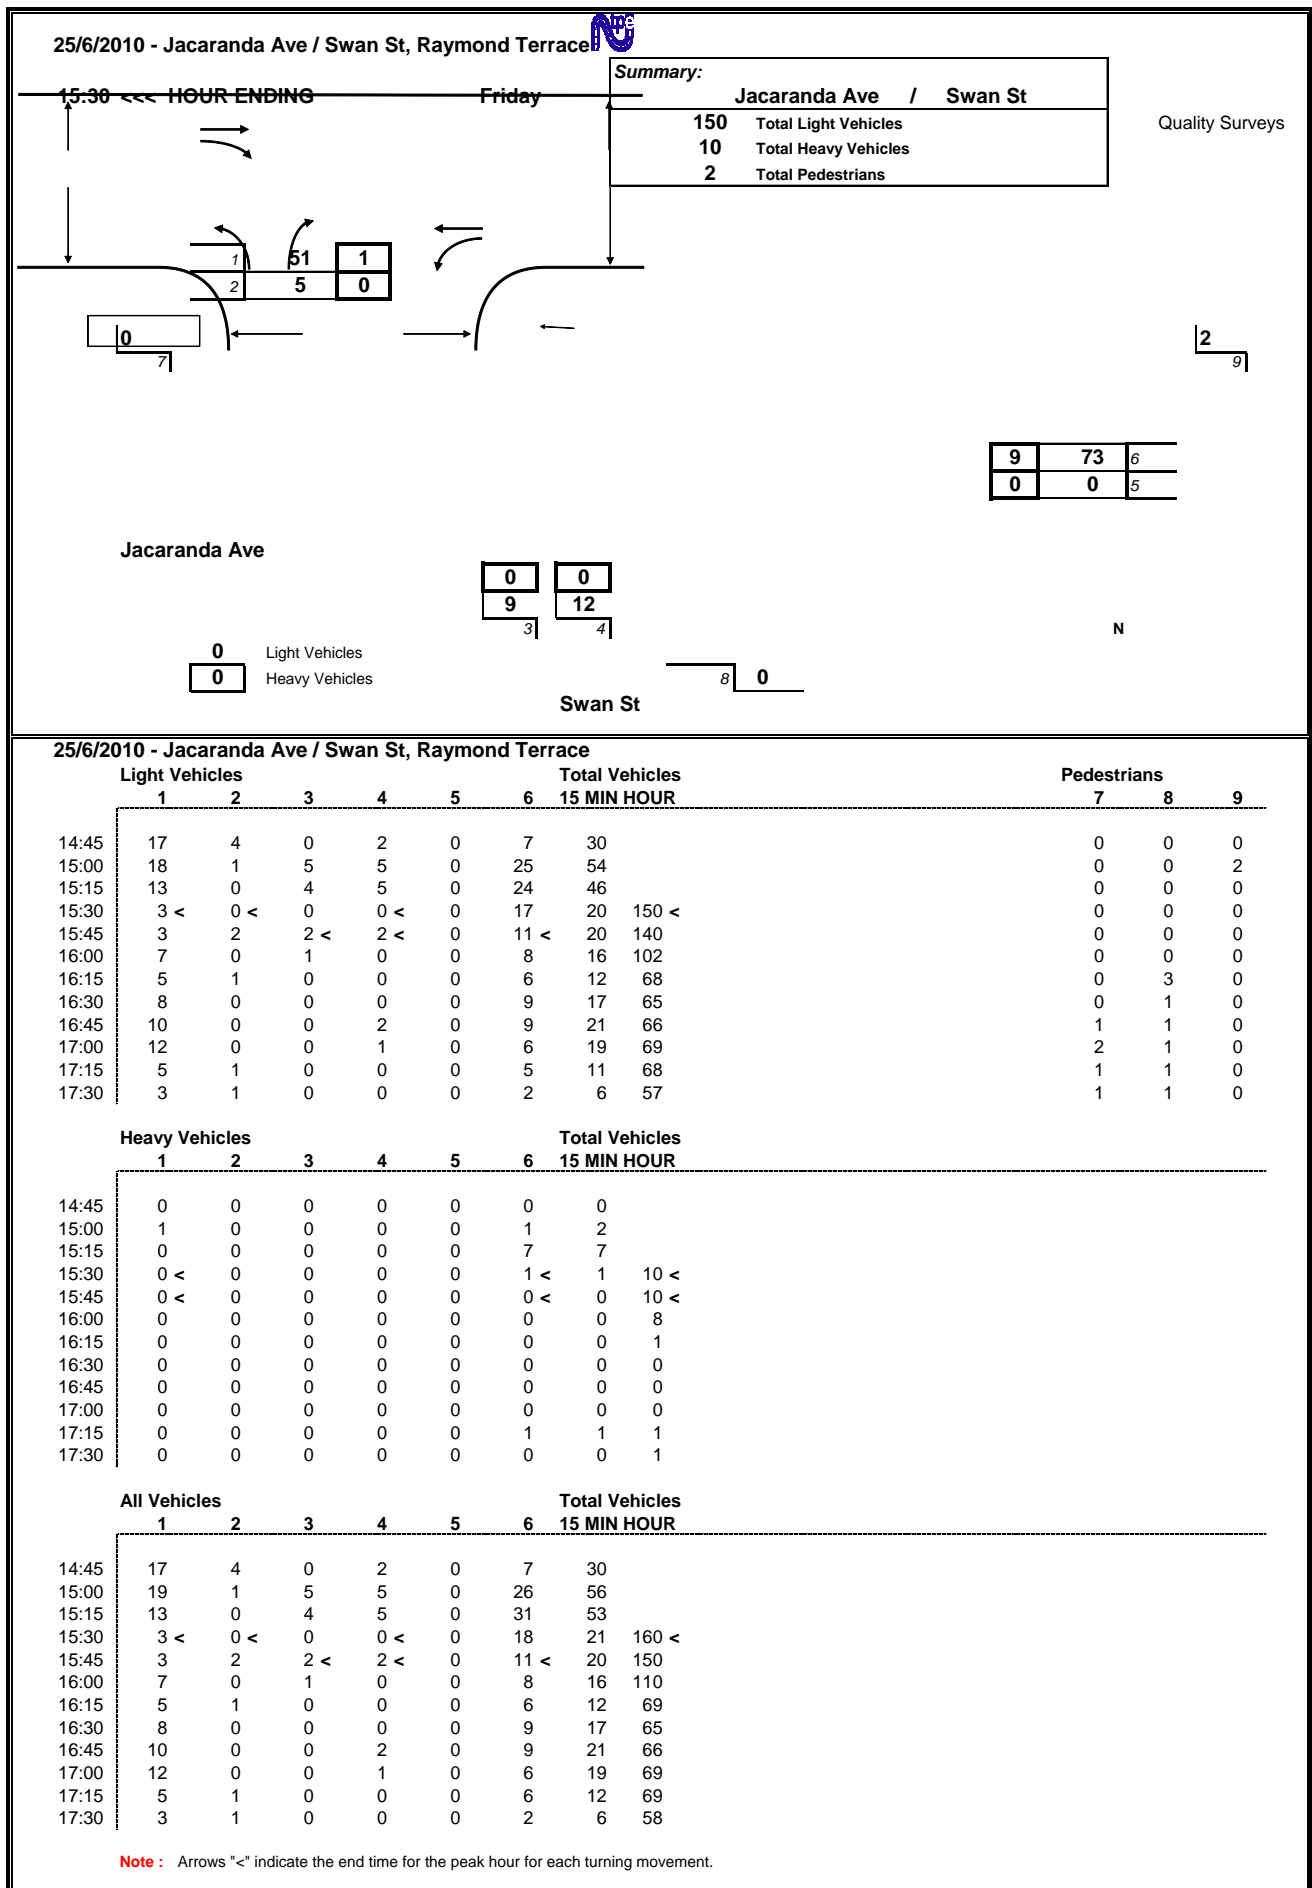 25/6/2010 - Jacaranda Ave / Swan St, Raymond Terrace
Summary:
15:30 <<< HOUR ENDING Friday
Jacaranda Ave / Swan St
150 Total Light Vehicles
Quality Surveys
10 Total Heavy Vehicles
2 Total Pedestrians
1 51 1
2 5 0
0 2
7 9
9 73 6
0 0 5
Jacaranda Ave
0 0
9 12
3 4 N
0 Light Vehicles
0 Heavy Vehicles 8 0
Swan St
25/6/2010 - Jacaranda Ave / Swan St, Raymond Terrace
Light Vehicles Total Vehicles Pedestrians
1 2 3 4 5 6 15 MIN HOUR 7 8 9
14:45 17 4 0 2 0 7 30 0 0 0
15:00 18 1 5 5 0 25 54 0 0 2
15:15 13 0 4 5 0 24 46 0 0 0
15:30 3 < 0 < 0 0 < 0 17 20 150 < 0 0 0
15:45 3 2 2 < 2 < 0 11 < 20 140 0 0 0
16:00 7 0 1 0 0 8 16 102 0 0 0
16:15 5 1 0 0 0 6 12 68 0 3 0
16:30 8 0 0 0 0 9 17 65 0 1 0
16:45 10 0 0 2 0 9 21 66 1 1 0
17:00 12 0 0 1 0 6 19 69 2 1 0
17:15 5 1 0 0 0 5 11 68 1 1 0
17:30 3 1 0 0 0 2 6 57 1 1 0
Heavy Vehicles Total Vehicles
1 2 3 4 5 6 15 MIN HOUR
14:45 0 0 0 0 0 0 0
15:00 1 0 0 0 0 1 2
15:15 0 0 0 0 0 7 7
15:30 0 < 0 0 0 0 1 < 1 10 <
15:45 0 < 0 0 0 0 0 < 0 10 <
16:00 0 0 0 0 0 0 0 8
16:15 0 0 0 0 0 0 0 1
16:30 0 0 0 0 0 0 0 0
16:45 0 0 0 0 0 0 0 0
17:00 0 0 0 0 0 0 0 0
17:15 0 0 0 0 0 1 1 1
17:30 0 0 0 0 0 0 0 1
All Vehicles Total Vehicles
1 2 3 4 5 6 15 MIN HOUR
14:45 17 4 0 2 0 7 30
15:00 19 1 5 5 0 26 56
15:15 13 0 4 5 0 31 53
15:30 3 < 0 < 0 0 < 0 18 21 160 <
15:45 3 2 2 < 2 < 0 11 < 20 150
16:00 7 0 1 0 0 8 16 110
16:15 5 1 0 0 0 6 12 69
16:30 8 0 0 0 0 9 17 65
16:45 10 0 0 2 0 9 21 66
17:00 12 0 0 1 0 6 19 69
17:15 5 1 0 0 0 6 12 69
17:30 3 1 0 0 0 2 6 58
Note : Arrows "<" indicate the end time for the peak hour for each turning movement.